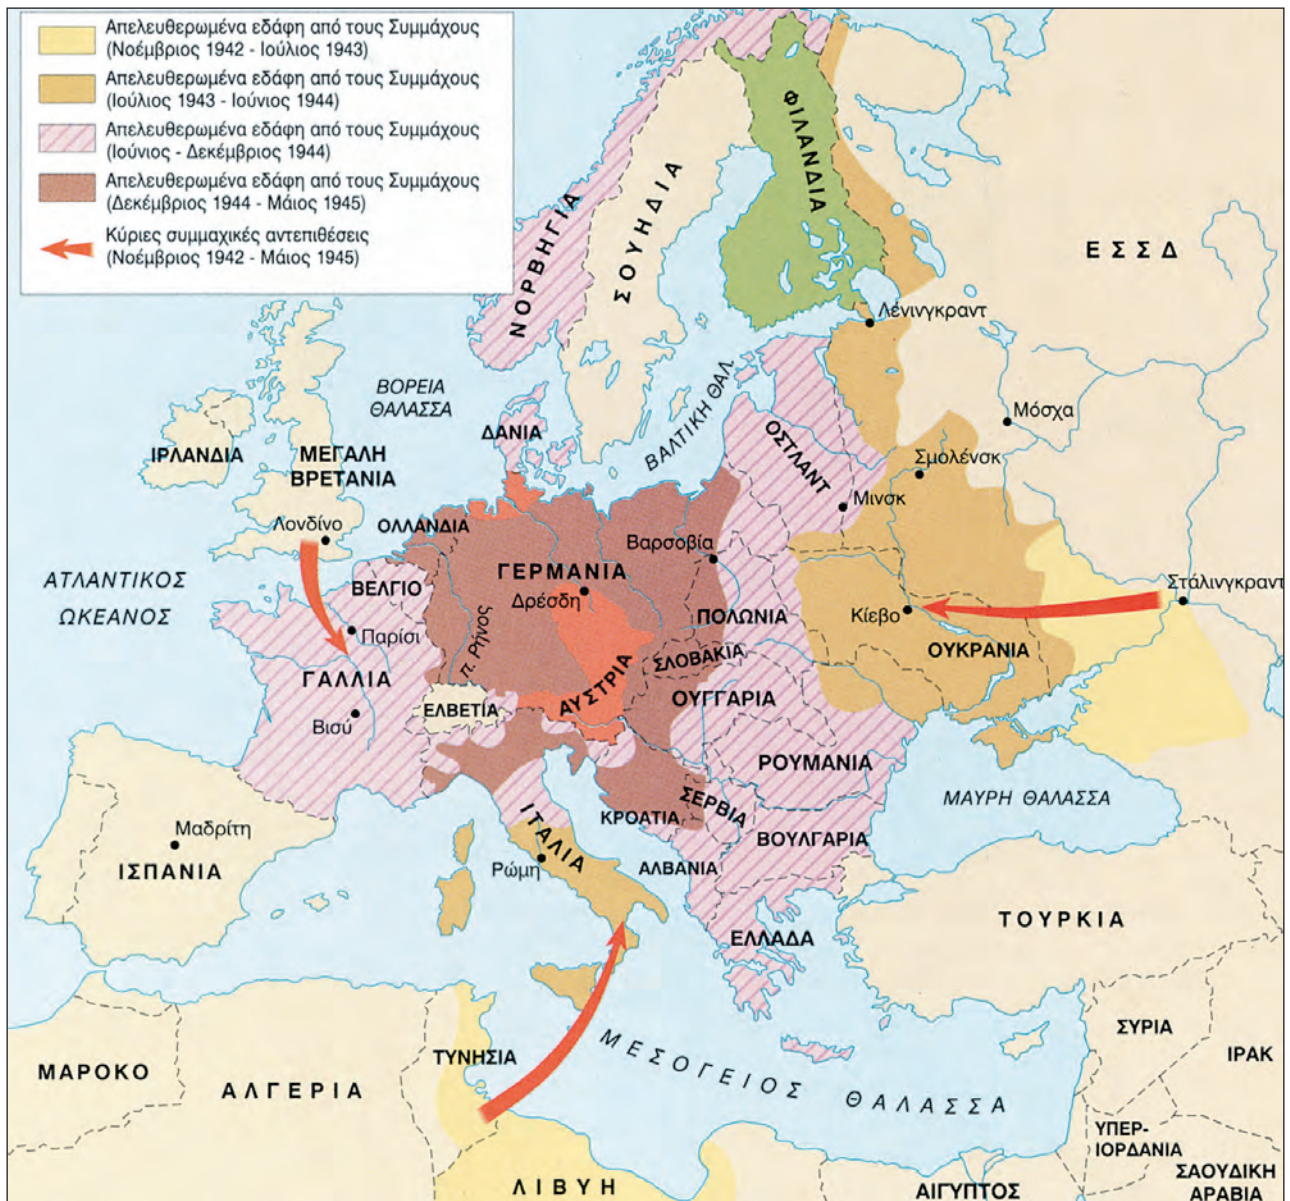 Απελευθερωμένα εδάφη από τους Συμμάχους
(Νοέμβριος 1942 - Ιούλιος 1943)
Απελευθερωμένα εδάφη από τους Συμμάχους
(Ιούλιος 1943 - Ιούνιος 1944)
Απελευθερωμένα εδάφη από τους Συμμάχους
(Ιούνιος - Δεκέμβριος 1944)
Απελευθερωμένα εδάφη από τους Συμμάχους
(Δεκέμβριος 1944 - Μάιος 1945)
Κύριες συμμαχικές αντεπιθέσεις
(Νοέμβριος 1942 - Μάιος 1945)
ΦΙΛΑΝΔΙΑ
ΝΟΡΒΗΓΙΑ
ΣΟΥΗΔΙΑ
ΕΣΣΔ
Λένινγκραντ
ΒΟΡΕΙΑ
ΘΑΛΑΣΣΑ
ΒΑΛΤΙΚΗ ΘΑΛ.
Μόσχα
ΔΑΝΙΑ
ΟΣΤΛΑΝΤ
ΙΡΛΑΝΔΙΑ
ΜΕΓΑΛΗ
ΒΡΕΤΑΝΙΑ
Σμολένσκ
Μινσκ
Λονδίνο
ΟΛΛΑΝΔΙΑ
Βαρσοβία
ΑΤΛΑΝΤΙΚΟΣ
ΩΚΕΑΝΟΣ
ΒΕΛΓΙΟ
ΓΕΡΜΑΝΙΑ
Δρέσδη
Στάλινγκραντ
ΠΟΛΩΝΙΑ
Κίεβο
Παρίσι
π. Ρήνος
ΟΥΚΡΑΝΙΑ
ΣΛΟΒΑΚΙΑ
ΓΑΛΛΙΑ
ΑΥΣΤΡΙΑ
ΟΥΓΓΑΡΙΑ
ΕΛΒΕΤΙΑ
Βισύ
ΡΟΥΜΑΝΙΑ
ΜΑΥΡΗ ΘΑΛΑΣΣΑ
ΣΕΡΒΙΑ
ΚΡΟΑΤΙΑ
Μαδρίτη
ΙΣΠΑΝΙΑ
ΙΤΑΛΙΑ
ΒΟΥΛΓΑΡΙΑ
Ρώμη
ΑΛΒΑΝΙΑ
ΤΟΥΡΚΙΑ
ΕΛΛΑΔΑ
ΣΥΡΙΑ
ΙΡΑΚ
ΜΑΡΟΚΟ
ΑΛΓΕΡΙΑ
ΤΥΝΗΣΙΑ
ΜΕΣΟΓΕΙΟΣ ΘΑΛΑΣΣΑ
ΥΠΕΡ-
ΙΟΡΔΑΝΙΑ
ΛΙΒΥΗ
ΑΙΓΥΠΤΟΣ
ΣΑΟΥΔΙΚΗ
ΑΡΑΒΙΑ